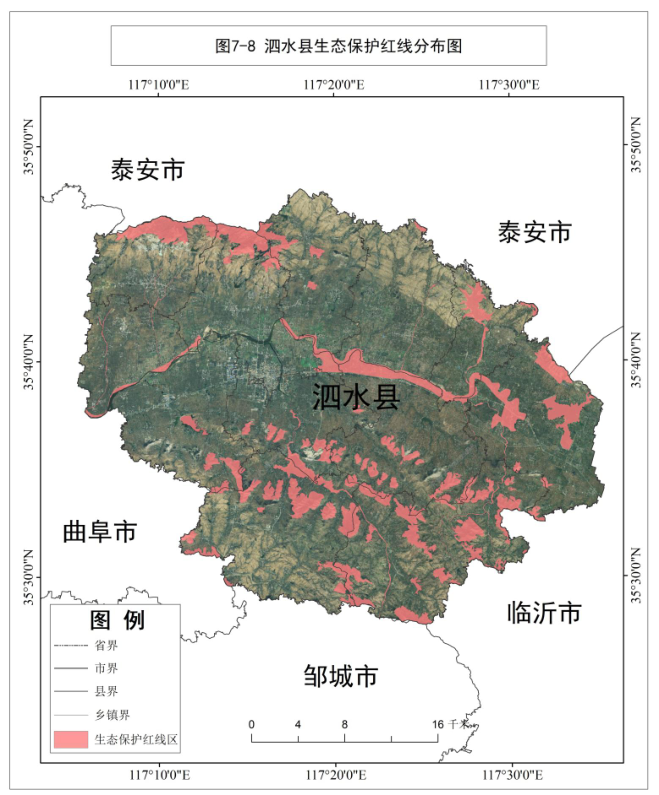 图7-8 泗水县生态保护红线分布图
117°10'0"E 117°20'0"E 117°30'0"E
35°50'0"N 35°50'0"N
泰安市
泰安市
35°40'0"N 35°40'0"N
泗水县
曲阜市
35°30'0"N 35°30'0"N
临沂市
邹城市
图 例
省界
市界
县界
乡镇界
生态保护红线区
0 4 8 16 千米
117°10'0"E 117°20'0"E 117°30'0"E